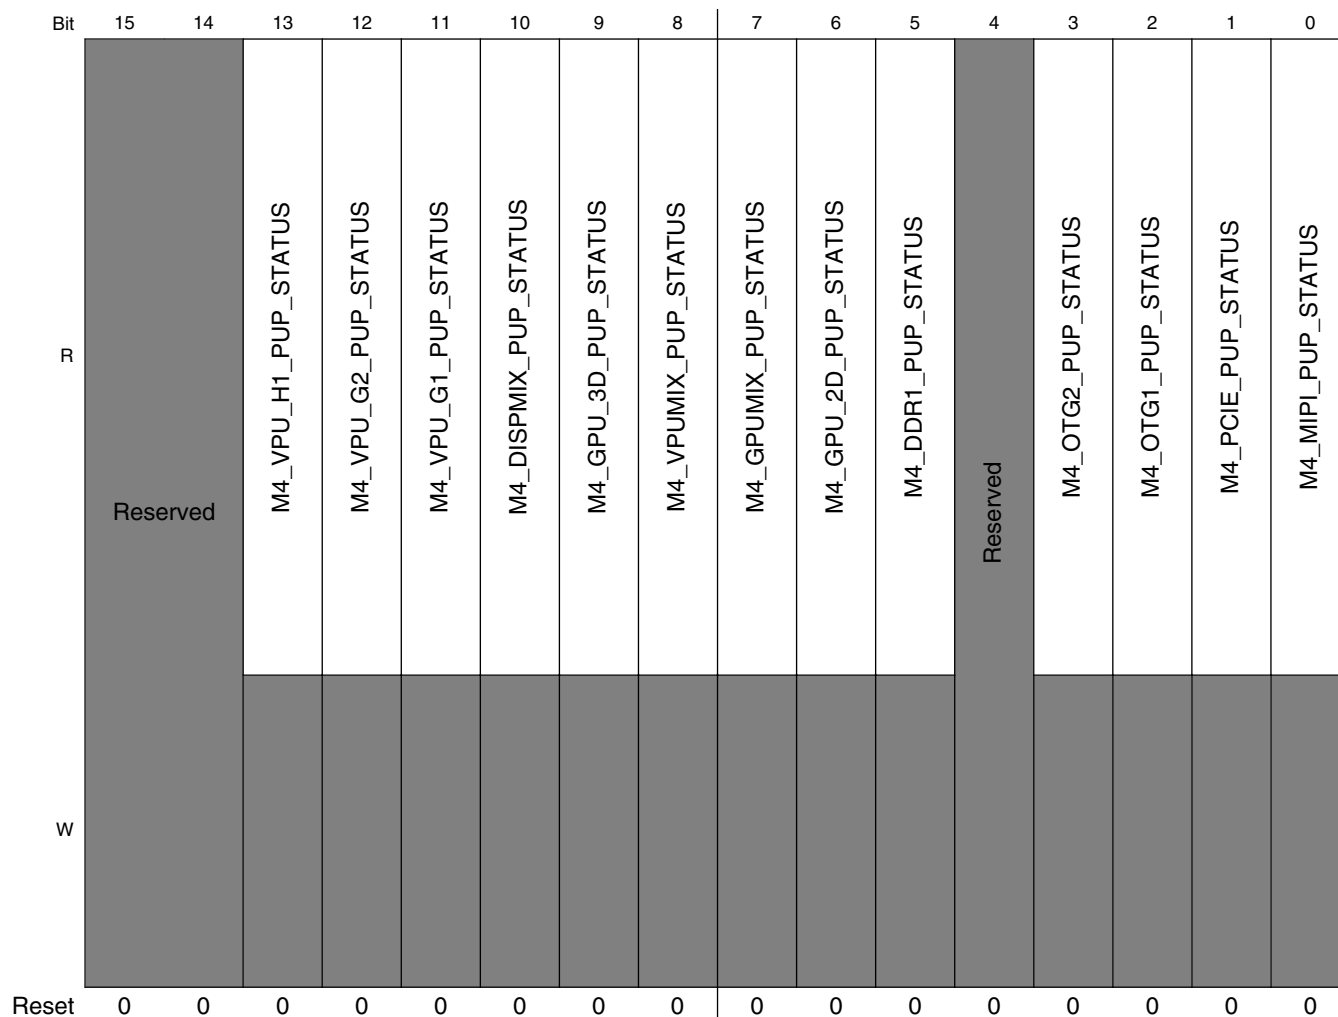 Bit 15 14 13 12 11 10 9 8 7 6 5 4 3 2 1 0
R
Reserved
M4_VPU_H1_PUP_STATUS
M4_VPU_G2_PUP_STATUS
M4_VPU_G1_PUP_STATUS
M4_DISPMIX_PUP_STATUS
M4_GPU_3D_PUP_STATUS
M4_VPUMIX_PUP_STATUS
M4_GPUMIX_PUP_STATUS
M4_GPU_2D_PUP_STATUS
M4_DDR1_PUP_STATUS
Reserved
M4_OTG2_PUP_STATUS
M4_OTG1_PUP_STATUS
M4_PCIE_PUP_STATUS
M4_MIPI_PUP_STATUS
W
Reset 0 0 0 0 0 0 0 0 0 0 0 0 0 0 0 0